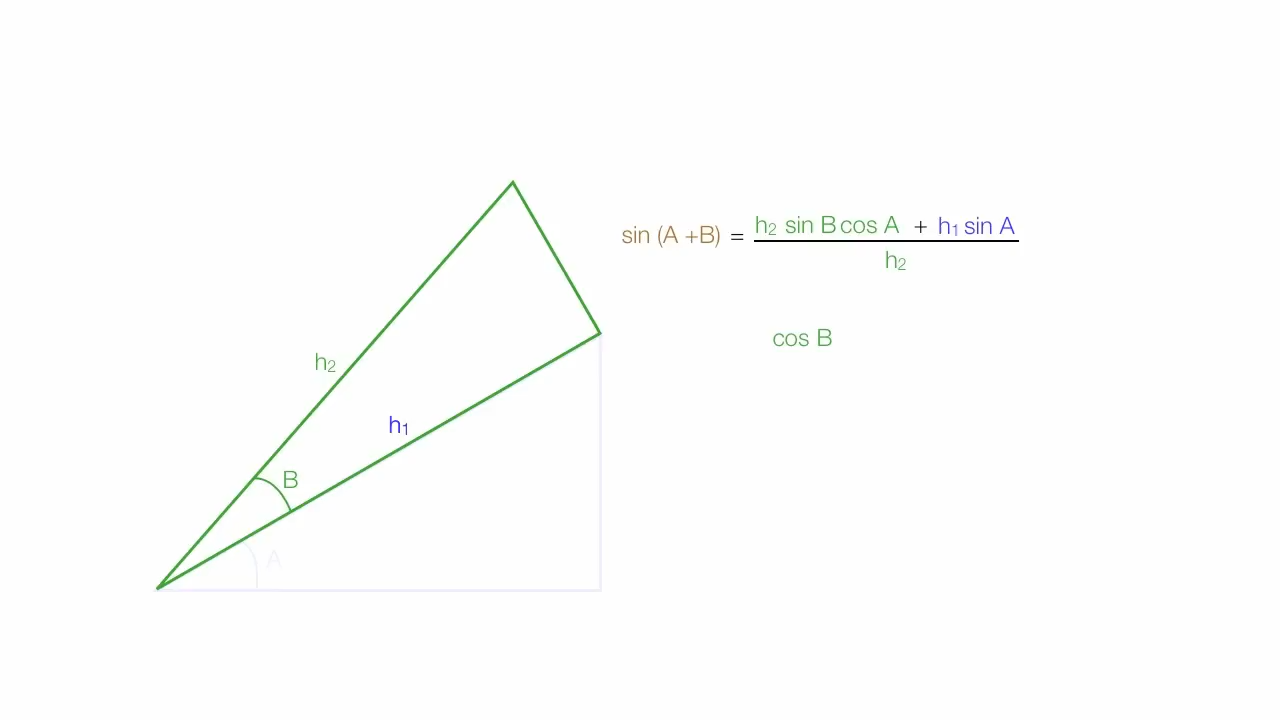 sin (A +B) = h₂ sin B cos A + h₁ sin A
h₂
cos B
h₂
h₁
B
A